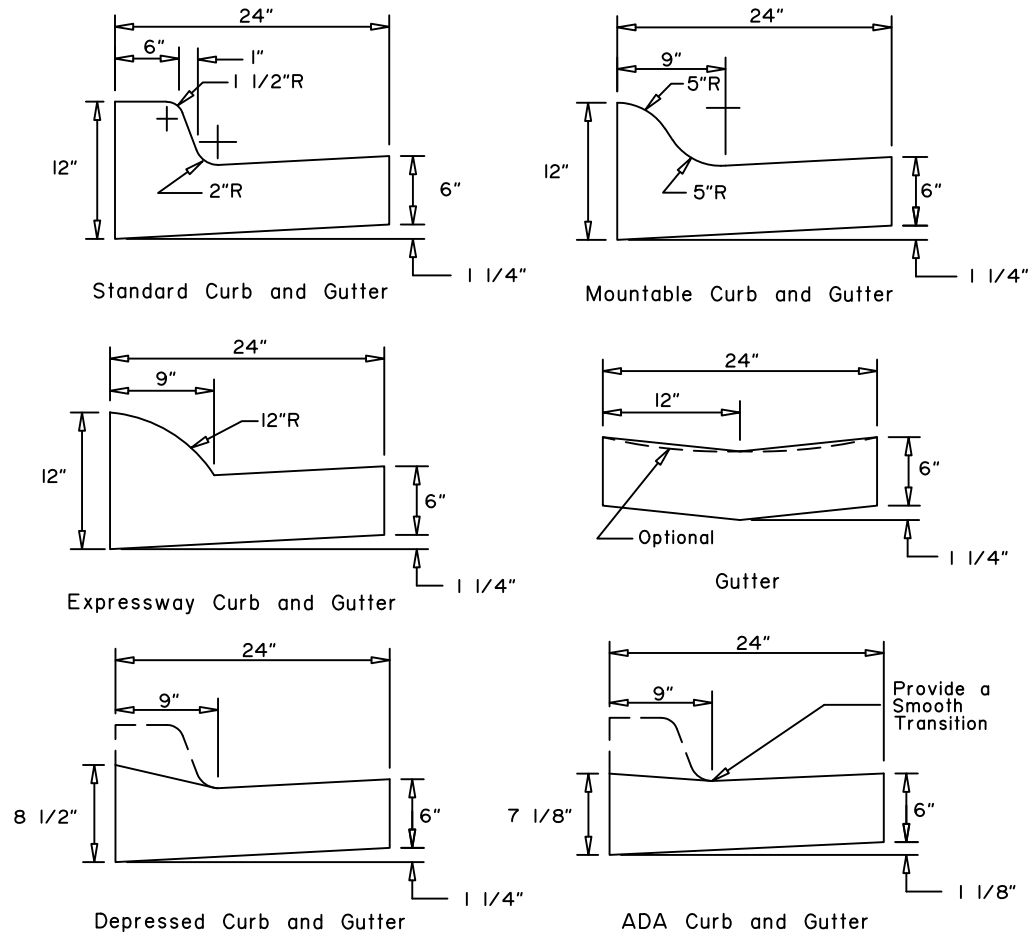 24"
6"
1"
1 1/2"R
12"
2"R
6"
1 1/4"
Standard Curb and Gutter
24"
9"
5"R
12"
5"R
6"
1 1/4"
Mountable Curb and Gutter
24"
9"
12"R
12"
6"
1 1/4"
Expressway Curb and Gutter
24"
12"
6"
Optional
1 1/4"
Gutter
24"
9"
8 1/2"
6"
1 1/4"
Depressed Curb and Gutter
24"
9"
Provide a
Smooth
Transition
7 1/8"
6"
1 1/8"
ADA Curb and Gutter